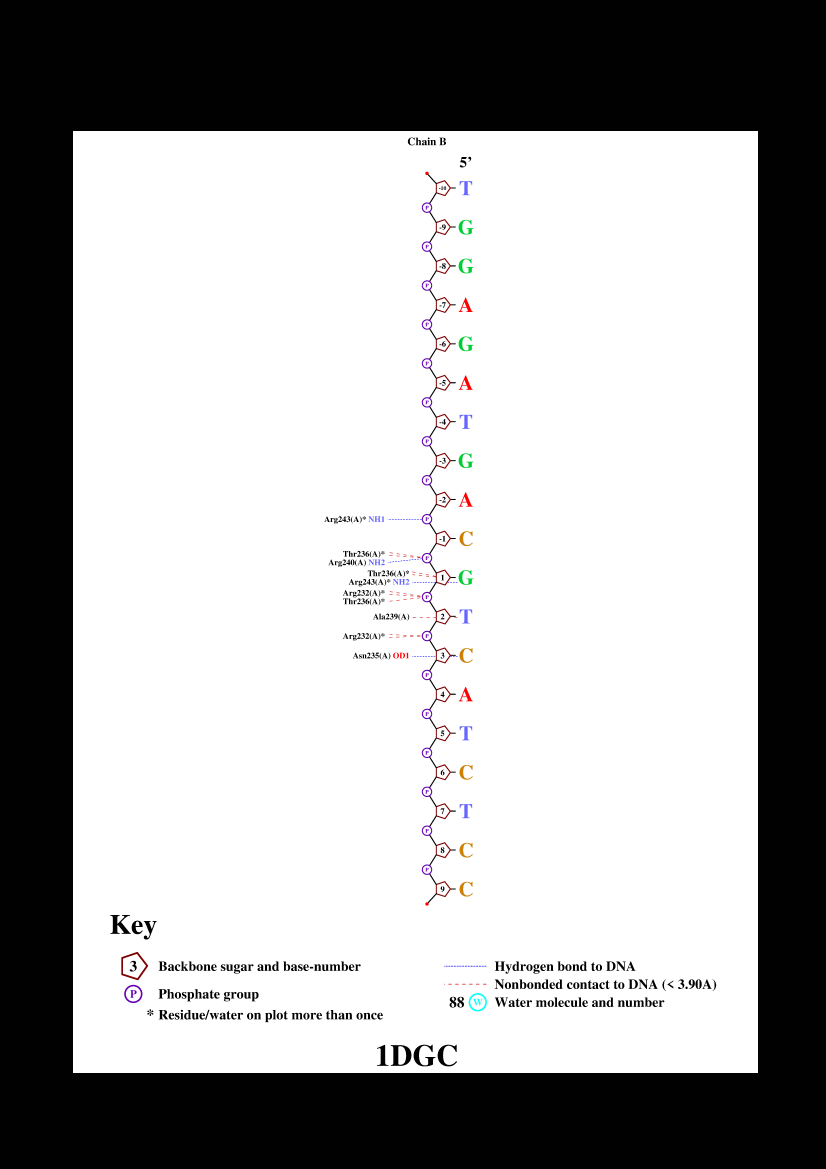 Chain B
5’
-10 T
P
-9 G
P
-8 G
P
-7 A
P
-6 G
P
-5 A
P
-4 T
P
-3 G
P
-2 A
Arg243(A)* NH1 P
-1 C
Thr236(A)*
P
Arg240(A) NH2
Thr236(A)*
1 G
Arg243(A)* NH2
Arg232(A)*
P
Thr236(A)*
Ala239(A) 2 T
Arg232(A)* P
Asn235(A) OD1 3 C
P
4 A
P
5 T
P
6 C
P
7 T
P
8 C
P
9 C
Key
3 Backbone sugar and base-number
P Phosphate group
* Residue/water on plot more than once
Hydrogen bond to DNA
Nonbonded contact to DNA (< 3.90A)
88 W Water molecule and number
1DGC